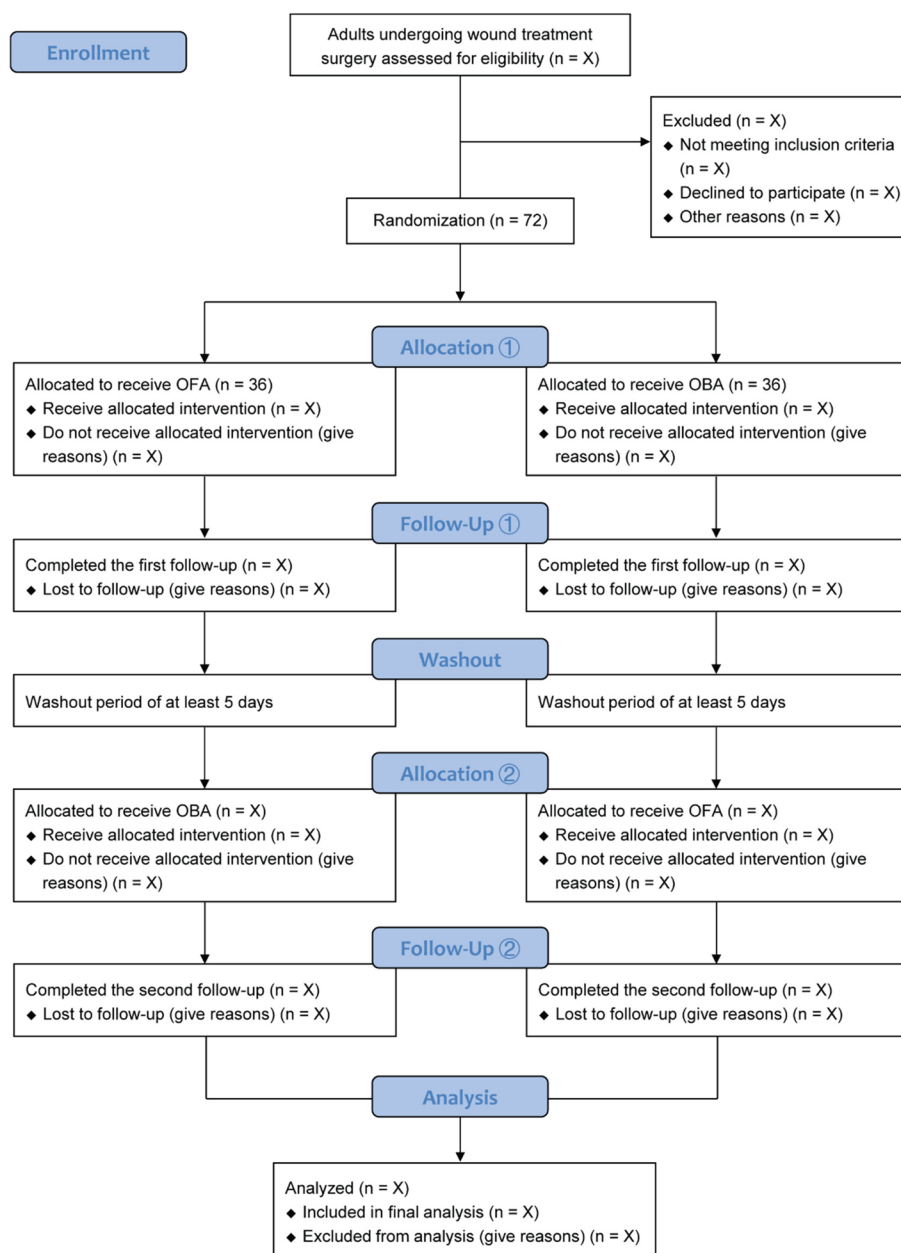 Enrollment
Adults undergoing wound treatment
surgery assessed for eligibility (n = X)
Excluded (n = X)
◆ Not meeting inclusion criteria
(n = X)
◆ Declined to participate (n = X)
◆ Other reasons (n = X)
Randomization (n = 72)
Allocation ①
Allocated to receive OFA (n = 36)
◆ Receive allocated intervention (n = X)
◆ Do not receive allocated intervention (give
reasons) (n = X)
Allocated to receive OBA (n = 36)
◆ Receive allocated intervention (n = X)
◆ Do not receive allocated intervention (give
reasons) (n = X)
Follow-Up ①
Completed the first follow-up (n = X)
◆ Lost to follow-up (give reasons) (n = X)
Completed the first follow-up (n = X)
◆ Lost to follow-up (give reasons) (n = X)
Washout
Washout period of at least 5 days
Washout period of at least 5 days
Allocation ②
Allocated to receive OBA (n = X)
◆ Receive allocated intervention (n = X)
◆ Do not receive allocated intervention (give
reasons) (n = X)
Allocated to receive OFA (n = X)
◆ Receive allocated intervention (n = X)
◆ Do not receive allocated intervention (give
reasons) (n = X)
Follow-Up ②
Completed the second follow-up (n = X)
◆ Lost to follow-up (give reasons) (n = X)
Completed the second follow-up (n = X)
◆ Lost to follow-up (give reasons) (n = X)
Analysis
Analyzed (n = X)
◆ Included in final analysis (n = X)
◆ Excluded from analysis (give reasons) (n = X)